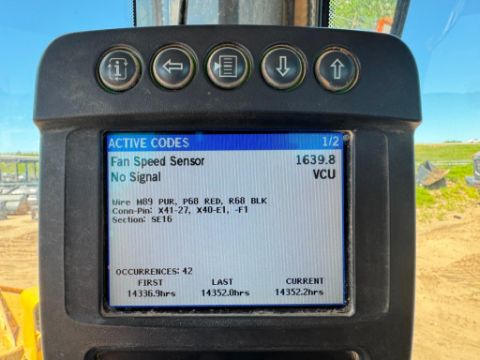 ACTIVE CODES 1/2
Fan Speed Sensor 1639.8
No Signal VCU
Wire M89 PUR, P68 RED, R68 BLK
Conn-Pin: X41-27, X40-E1, -F1
Section: SE16
OCCURRENCES: 42
FIRST LAST CURRENT
14336.9hrs 14352.0hrs 14352.2hrs